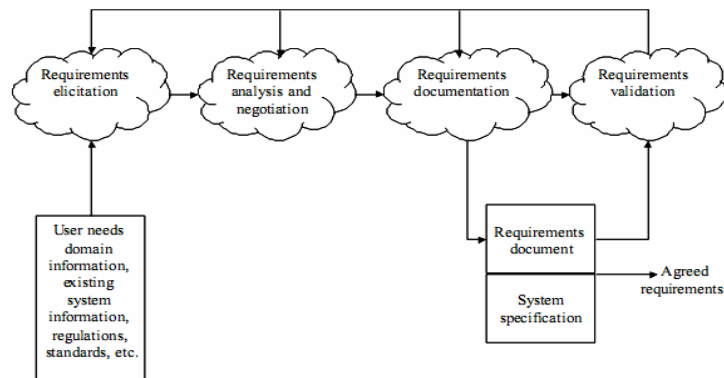 Requirements
elicitation
Requirements
analysis and
negotiation
Requirements
documentation
Requirements
validation
User needs
domain
information,
existing
system
information,
regulations,
standards, etc.
Requirements
document
System
specification
Agreed
requirements